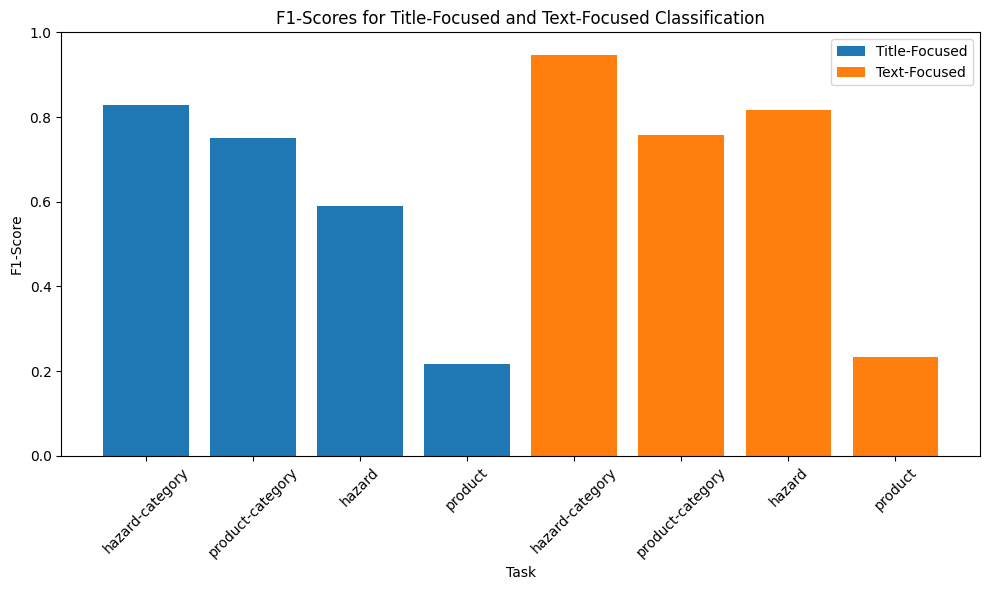 F1-Scores for Title-Focused and Text-Focused Classification
Title-Focused
Text-Focused
F1-Score
1.0
0.8
0.6
0.4
0.2
0.0
hazard-category
product-category
hazard
product
hazard-category
product-category
hazard
product
Task